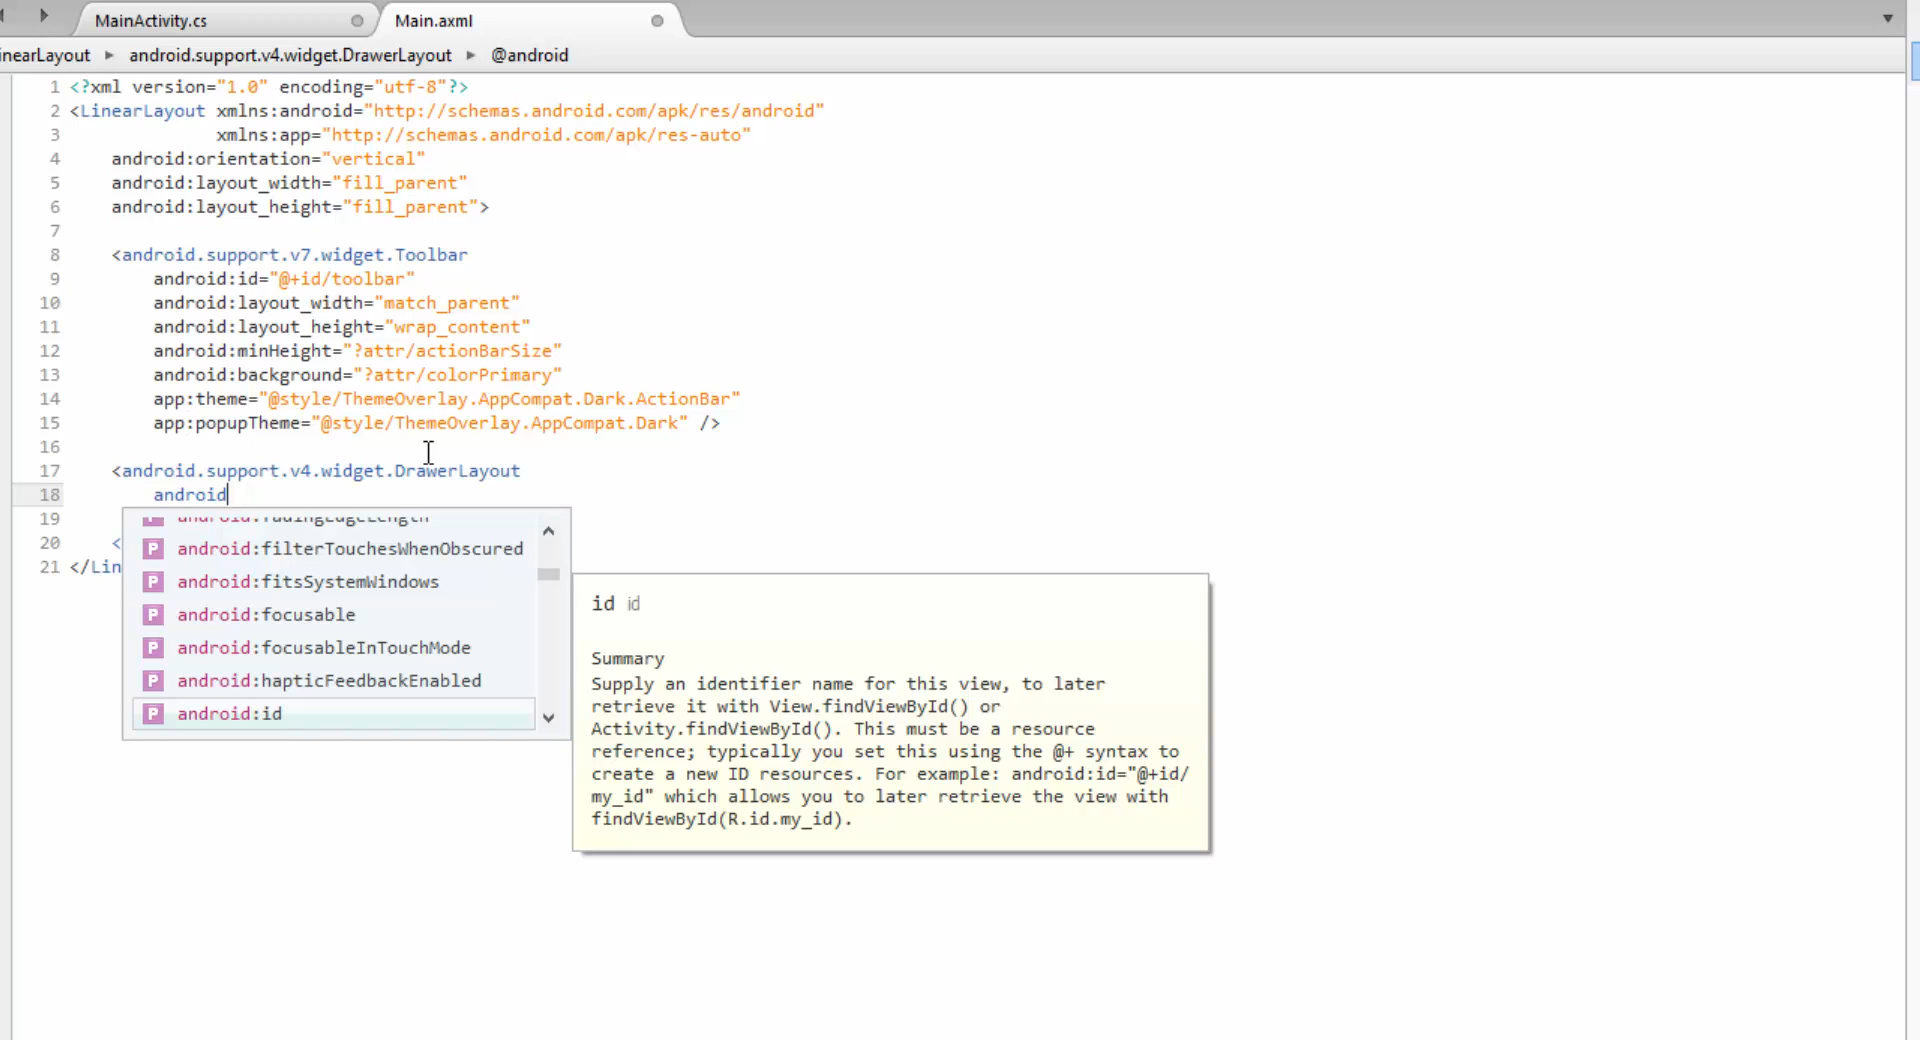 MainActivity.cs
Main.axml
inearLayout android.support.v4.widget.DrawerLayout @android
1 <?xml version="1.0" encoding="utf-8"?>
2 <LinearLayout xmlns:android="http://schemas.android.com/apk/res/android"
3 xmlns:app="http://schemas.android.com/apk/res-auto"
4 android:orientation="vertical"
5 android:layout_width="fill_parent"
6 android:layout_height="fill_parent">
7
8 <android.support.v7.widget.Toolbar
9 android:id="@+id/toolbar"
10 android:layout_width="match_parent"
11 android:layout_height="wrap_content"
12 android:minHeight="?attr/actionBarSize"
13 android:background="?attr/colorPrimary"
14 app:theme="@style/ThemeOverlay.AppCompat.Dark.ActionBar"
15 app:popupTheme="@style/ThemeOverlay.AppCompat.Dark" />
16
17 <android.support.v4.widget.DrawerLayout
18 android
19
20 <
21 </Lin
android:fadingEdgeLength
android:filterTouchesWhenObscured
android:fitsSystemWindows
android:focusable
android:focusableInTouchMode
android:hapticFeedbackEnabled
android:id
id id
Summary
Supply an identifier name for this view, to later
retrieve it with View.findViewById() or
Activity.findViewById(). This must be a resource
reference; typically you set this using the @+ syntax to
create a new ID resources. For example: android:id="@+id/
my_id" which allows you to later retrieve the view with
findViewById(R.id.my_id).